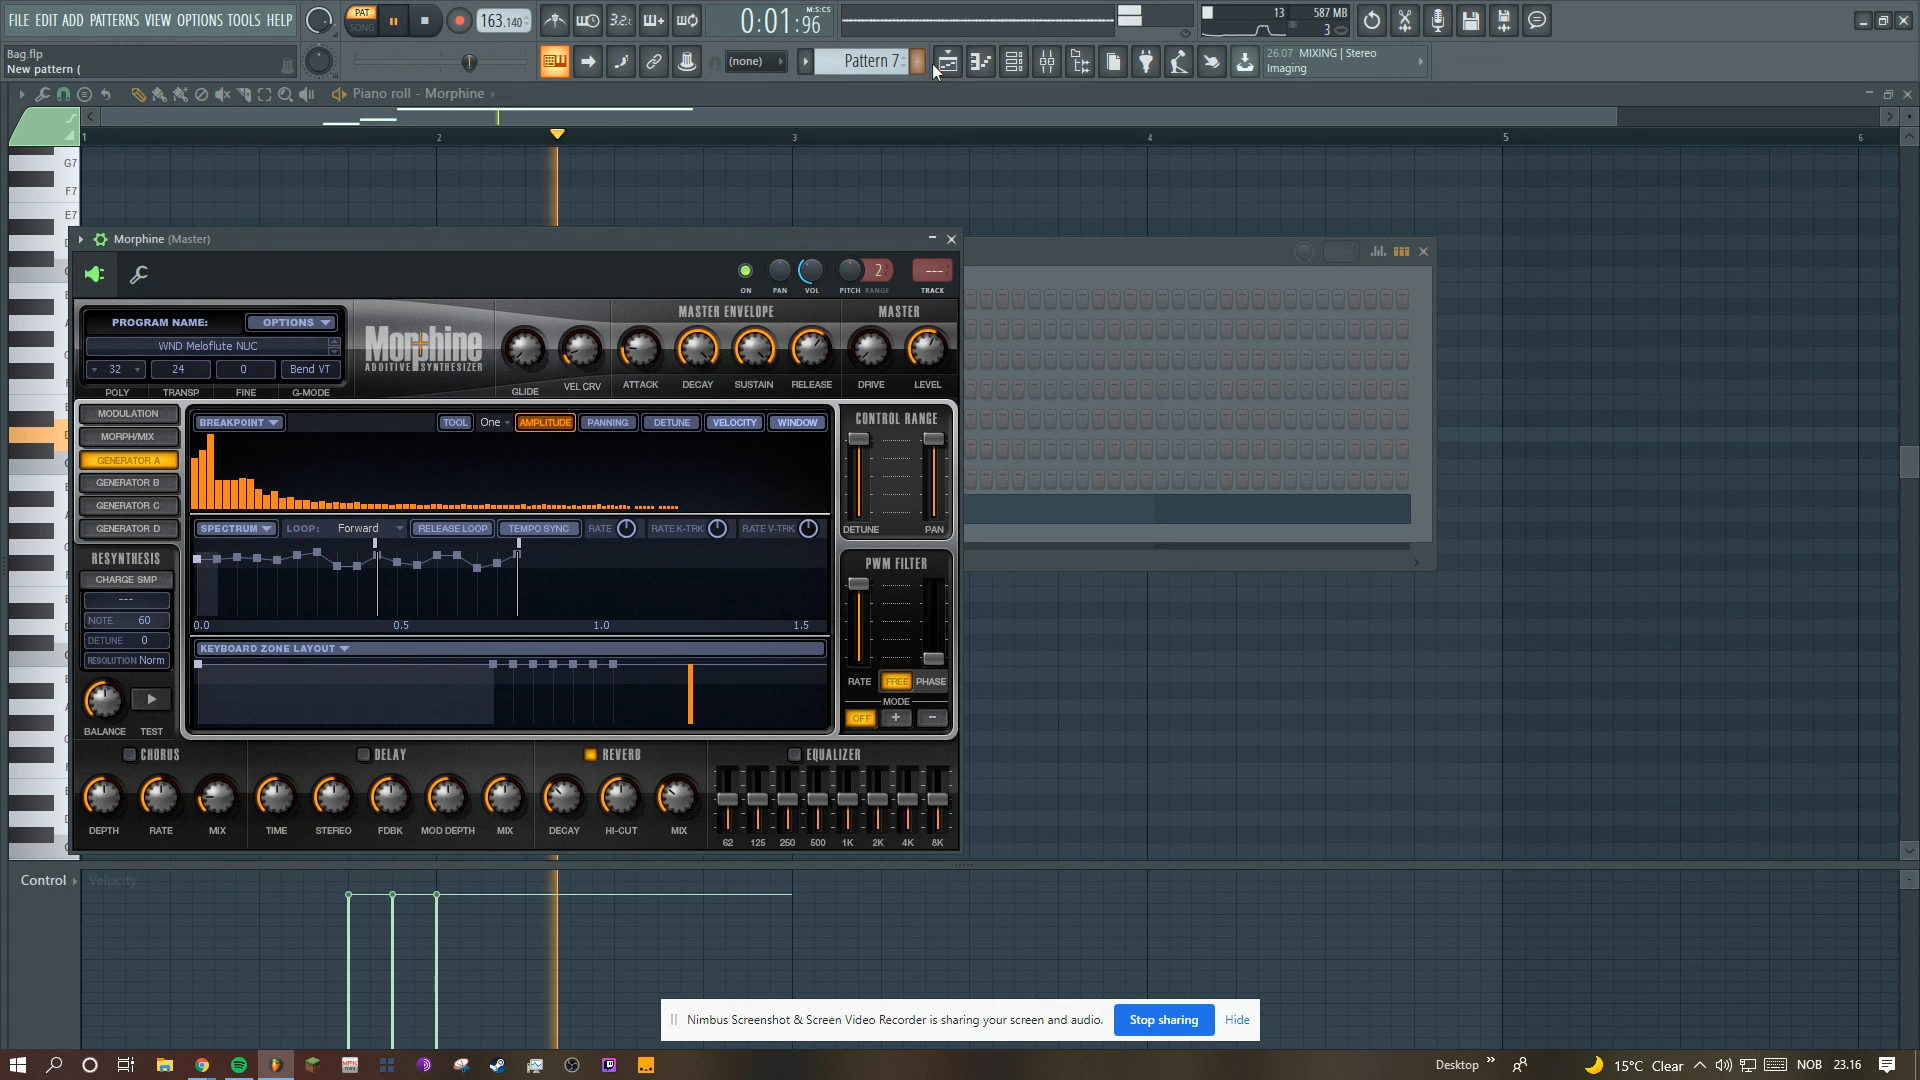 FILE EDIT ADD PATTERNS VIEW OPTIONS TOOLS HELP
PAT
SONG
163.140
3.2.:
0:01:96
M:S:CS
13
587 MB
3
Bag.flp
New pattern (
(none)
Pattern 7
26.07 MIXING | Stereo
Imaging
Piano roll - Morphine
1 2 3 4 5 6
G7
F7
E7
Morphine (Master)
2
ON PAN VOL PITCH RANGE TRACK
PROGRAM NAME: OPTIONS
WND Meloflute NUC
32 24 0 Bend VT
POLY TRANSP FINE G-MODE
Morphine
ADDITIVE SYNTHESIZER
GLIDE VEL CRV
MASTER ENVELOPE
ATTACK DECAY SUSTAIN RELEASE
MASTER
DRIVE LEVEL
MODULATION
MORPH/MIX
GENERATOR A
GENERATOR B
GENERATOR C
GENERATOR D
RESYNTHESIS
CHARGE SMP
---
NOTE 60
DETUNE 0
RESOLUTION Norm
BALANCE TEST
BREAKPOINT TOOL One AMPLITUDE PANNING DETUNE VELOCITY WINDOW
SPECTRUM LOOP: Forward RELEASE LOOP TEMPO SYNC RATE RATE K-TRK RATE V-TRK
0.0 0.5 1.0 1.5
KEYBOARD ZONE LAYOUT
CONTROL RANGE
DETUNE PAN
PWM FILTER
RATE FREE PHASE
MODE
OFF + −
CHORUS
DEPTH RATE MIX
DELAY
TIME STEREO FDBK MOD DEPTH MIX
REVERB
DECAY HI-CUT MIX
EQUALIZER
62 125 250 500 1K 2K 4K 8K
Control Velocity
Nimbus Screenshot & Screen Video Recorder is sharing your screen and audio. Stop sharing Hide
Desktop
15°C Clear
NOB 23.16